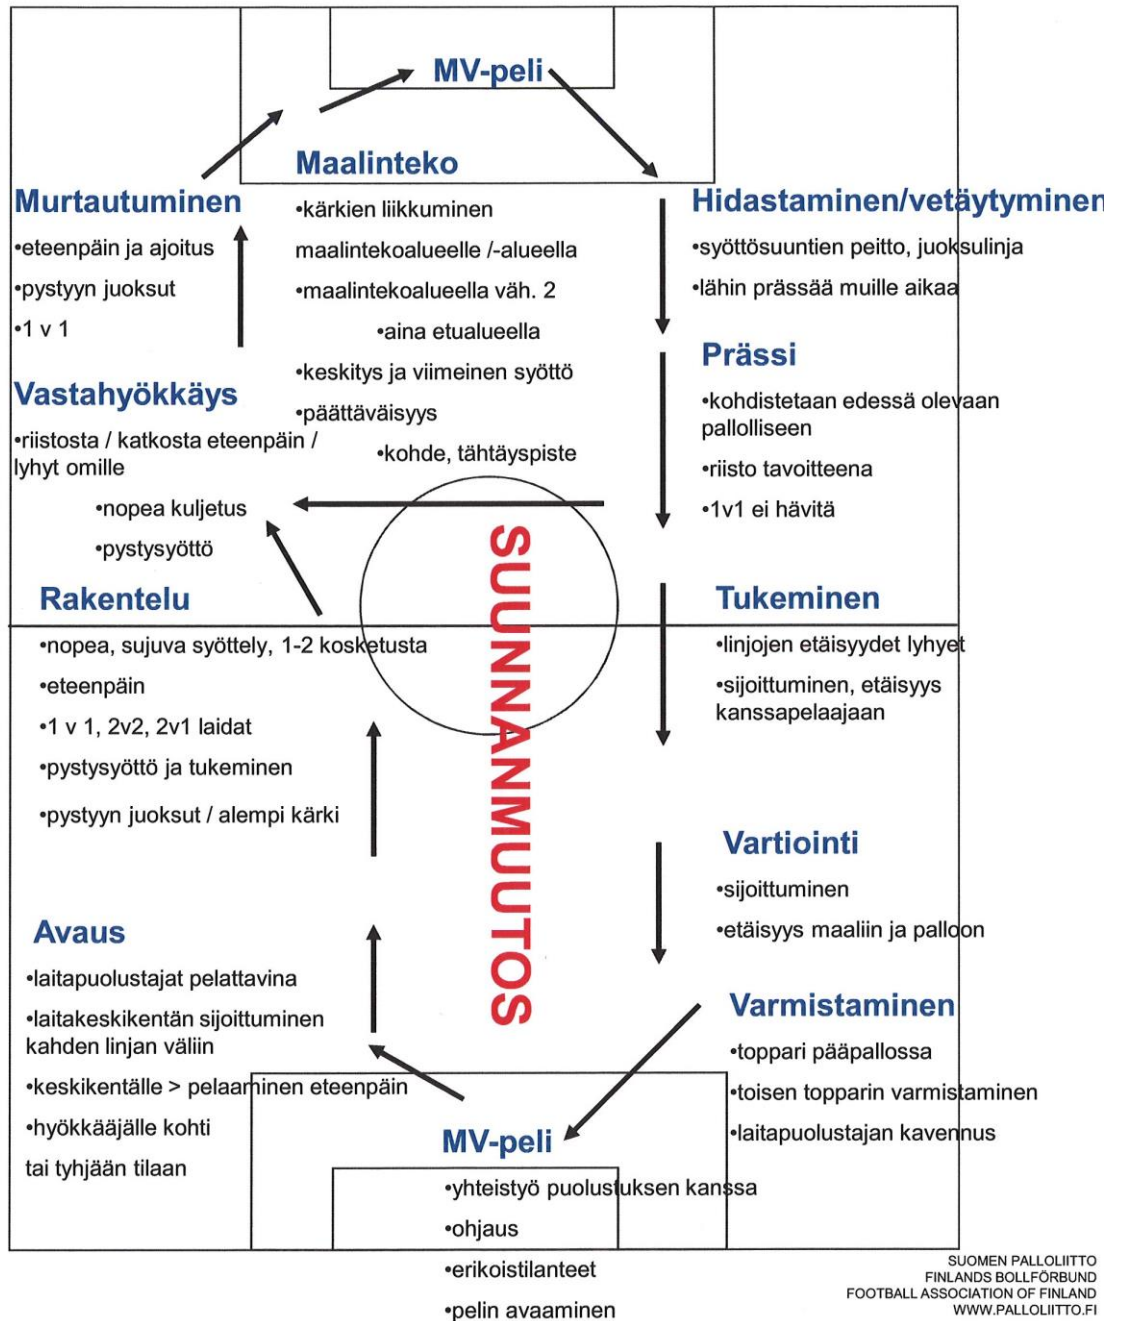 MV-peli
Maalinteko
•kärkien liikkuminen
maalintekoalueelle /-alueella
•maalintekoalueella väh. 2
•aina etualueella
•keskitys ja viimeinen syöttö
•päättäväisyys
•kohde, tähtäyspiste
Murtautuminen
•eteenpäin ja ajoitus
•pystyyn juoksut
•1 v 1
Vastahyökkäys
•riistosta / katkosta eteenpäin /
lyhyt omille
•nopea kuljetus
•pystysyöttö
Rakentelu
•nopea, sujuva syöttely, 1-2 kosketusta
•eteenpäin
•1 v 1, 2v2, 2v1 laidat
•pystysyöttö ja tukeminen
•pystyyn juoksut / alempi kärki
Avaus
•laitapuolustajat pelattavina
•laitakeskikentän sijoittuminen
kahden linjan väliin
•keskikentälle > pelaaminen eteenpäin
•hyökkääjälle kohti
tai tyhjään tilaan
SUUNNANMUUTOS
Hidastaminen/vetäytyminen
•syöttösuuntien peitto, juoksulinja
•lähin prässää muille aikaa
Prässi
•kohdistetaan edessä olevaan
pallolliseen
•riisto tavoitteena
•1v1 ei hävitä
Tukeminen
•linjojen etäisyydet lyhyet
•sijoittuminen, etäisyys
kanssapelaajaan
Vartiointi
•sijoittuminen
•etäisyys maaliin ja palloon
Varmistaminen
•toppari pääpallossa
•toisen topparin varmistaminen
•laitapuolustajan kavennus
MV-peli
•yhteistyö puolustuksen kanssa
•ohjaus
•erikoistilanteet
•pelin avaaminen
SUOMEN PALLOLIITTO
FINLANDS BOLLFÖRBUND
FOOTBALL ASSOCIATION OF FINLAND
WWW.PALLOLIITTO.FI